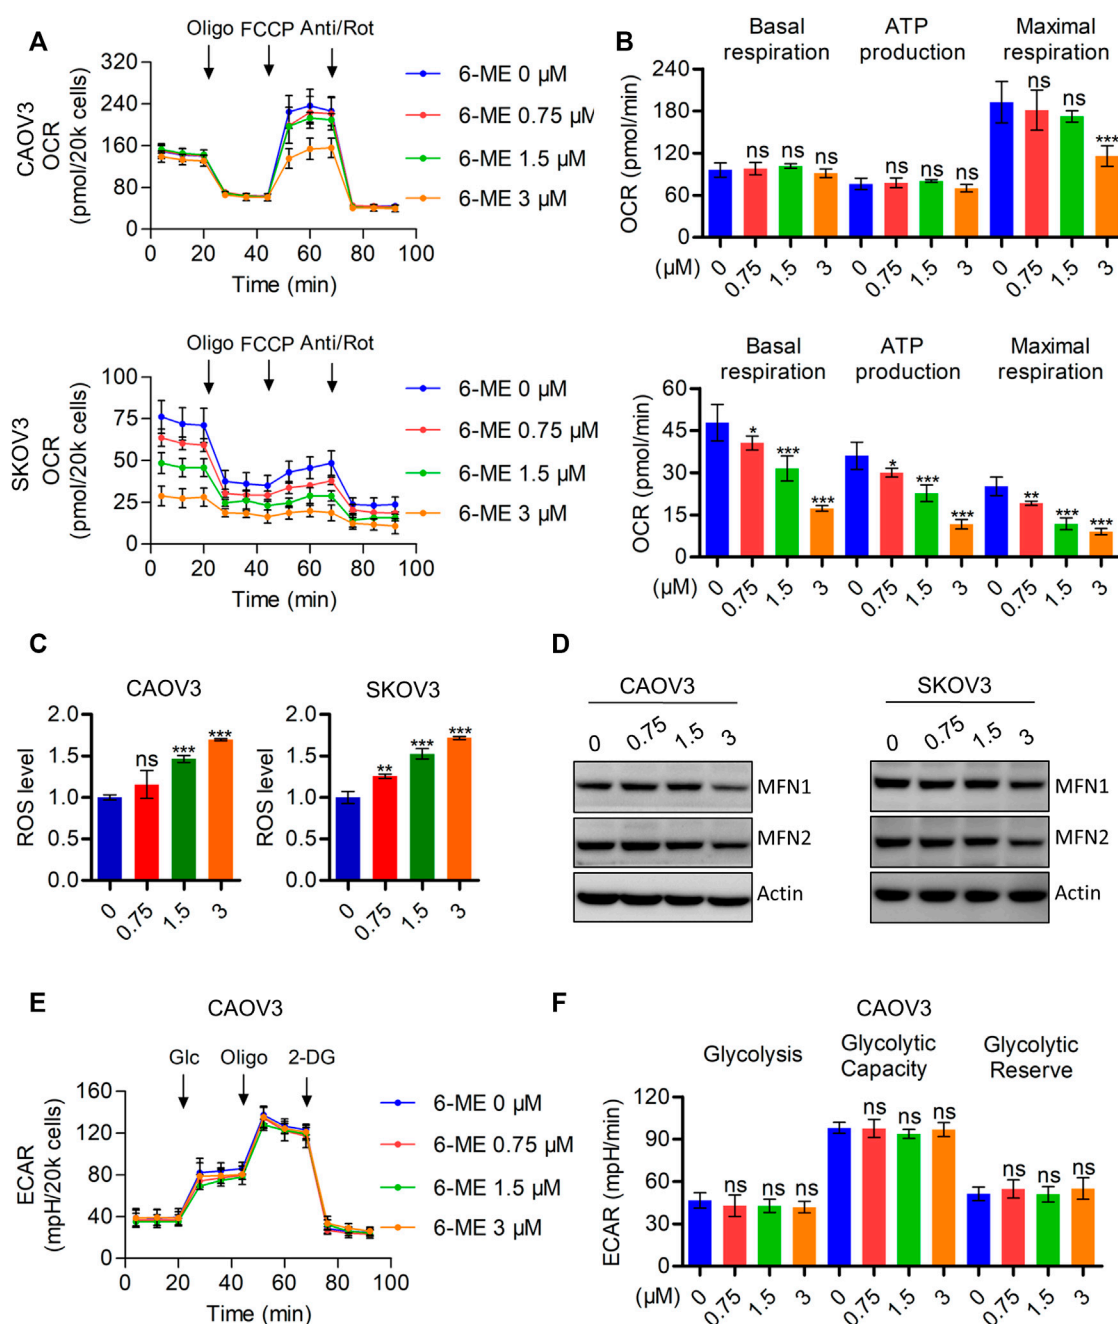 A
Oligo FCCP Anti/Rot
CAOV3
OCR
(pmol/20k cells)
320
240
160
80
0
0 20 40 60 80 100
Time (min)
6-ME 0 µM
6-ME 0.75 µM
6-ME 1.5 µM
6-ME 3 µM
B
Basal respiration
ATP production
Maximal respiration
OCR (pmol/min)
240
180
120
60
0
ns ns ns
ns ns ns
ns ns ***
(µM) 0 0.75 1.5 3 0 0.75 1.5 3 0 0.75 1.5 3
Oligo FCCP Anti/Rot
SKOV3
OCR
(pmol/20k cells)
100
75
50
25
0
0 20 40 60 80 100
Time (min)
6-ME 0 µM
6-ME 0.75 µM
6-ME 1.5 µM
6-ME 3 µM
Basal respiration
ATP production
Maximal respiration
OCR (pmol/min)
60
45
30
15
0
* *** ***
* *** ***
** *** ***
(µM) 0 0.75 1.5 3 0 0.75 1.5 3 0 0.75 1.5 3
C
CAOV3
ROS level
2.0
1.5
1.0
0.5
0.0
ns *** ***
0 0.75 1.5 3
SKOV3
ROS level
2.0
1.5
1.0
0.5
0.0
** *** ***
0 0.75 1.5 3
D
CAOV3
0 0.75 1.5 3
MFN1
MFN2
Actin
SKOV3
0 0.75 1.5 3
MFN1
MFN2
Actin
E
CAOV3
Glc Oligo 2-DG
ECAR
(mpH/20k cells)
160
120
80
40
0
0 20 40 60 80 100
Time (min)
6-ME 0 µM
6-ME 0.75 µM
6-ME 1.5 µM
6-ME 3 µM
F
CAOV3
Glycolysis
Glycolytic Capacity
Glycolytic Reserve
ECAR (mpH/min)
120
90
60
30
0
ns ns ns
ns ns ns
ns ns ns
(µM) 0 0.75 1.5 3 0 0.75 1.5 3 0 0.75 1.5 3